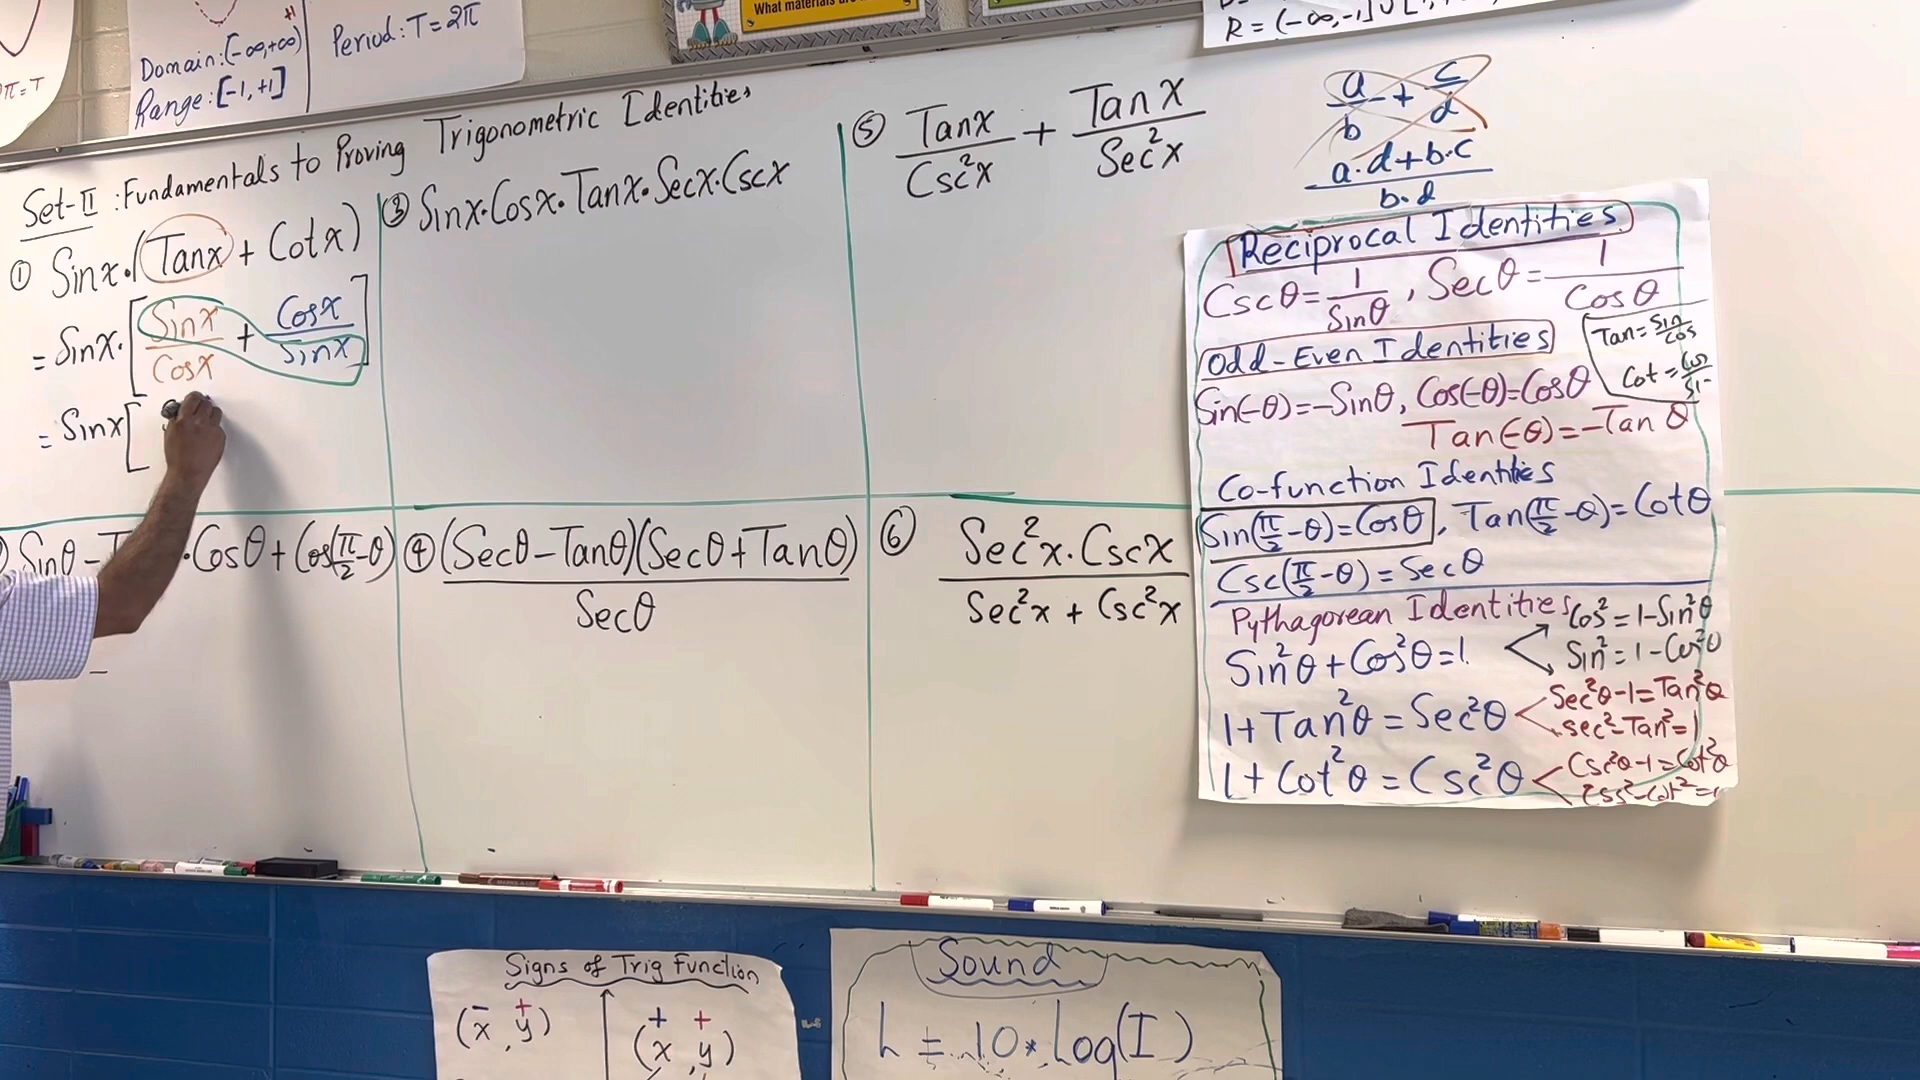 +1
Domain: (-∞,+∞)
Range: [-1,+1]
Period: T = 2π
2π = T
What materials are
R = (-∞,-1]∪[
Set-II : Fundamentals to Proving Trigonometric Identities
① Sinx·(Tanx + Cotx)
= Sinx·[Sinx/Cosx + Cosx/Sinx]
= Sinx[
Sinθ - T ·Cosθ + Cos(π/2-θ)
③ Sinx·Cosx·Tanx·Secx·Cscx
④ (Secθ-Tanθ)(Secθ+Tanθ)
Secθ
⑤ Tanx/Csc²x + Tanx/Sec²x
⑥ Sec²x·Cscx
Sec²x + Csc²x
a/b + c/d
a·d+b·c
b·d
Reciprocal Identities
Cscθ = 1/Sinθ , Secθ = 1/Cosθ
Tan = Sin/Cos
Cot = Cos/Si
Odd-Even Identities
Sin(-θ)=-Sinθ, Cos(-θ)=Cosθ
Tan(-θ)=-Tan θ
Co-function Identities
Sin(π/2-θ)=Cosθ, Tan(π/2-θ)=Cotθ
Csc(π/2-θ)=Secθ
Pythagorean Identities
Sin²θ+Cos²θ=1
Cos²=1-Sin²θ
Sin²=1-Cos²θ
1+Tan²θ=Sec²θ
Sec²θ-1=Tan²θ
Sec²-Tan²=1
1+Cot²θ=Csc²θ
Csc²θ-1=Cot²θ
Csc²-Cot²=1
Signs of Trig Function
(x̄, y⁺)
+ +
(x, y)
Sound
L = 10 * Log(I)